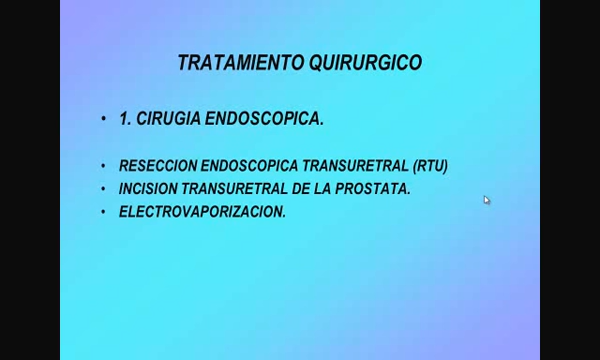 TRATAMIENTO QUIRURGICO
• 1. CIRUGIA ENDOSCOPICA.
• RESECCION ENDOSCOPICA TRANSURETRAL (RTU)
• INCISION TRANSURETRAL DE LA PROSTATA.
• ELECTROVAPORIZACION.